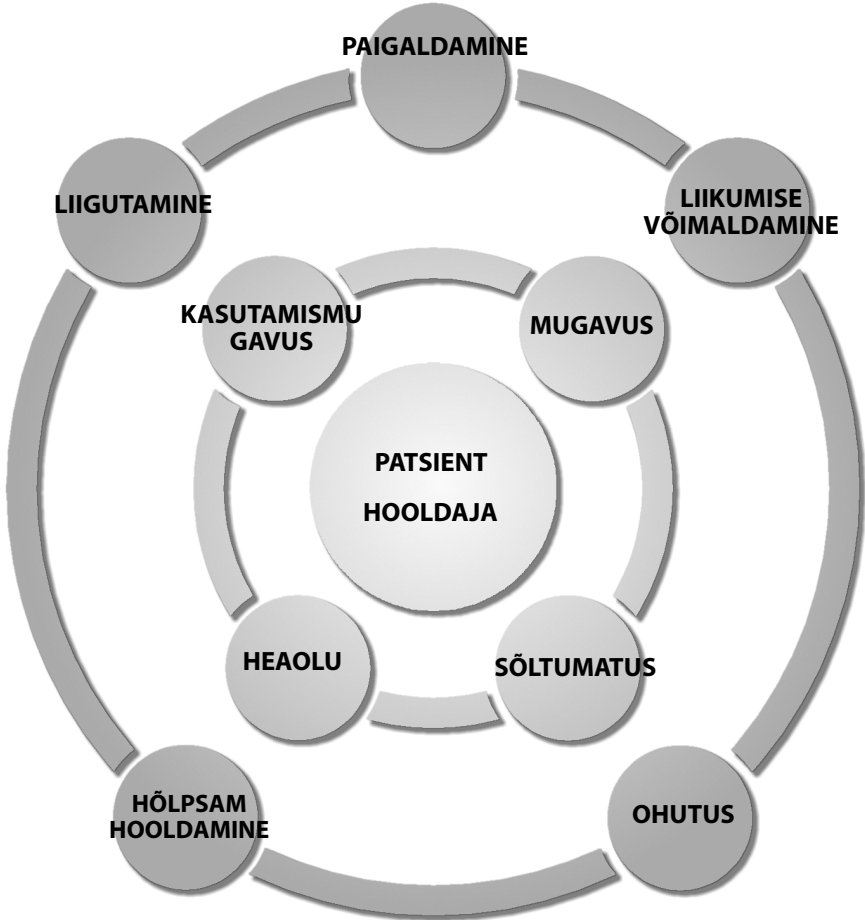 PAIGALDAMINE
LIIGUTAMINE
LIIKUMISE
VÕIMALDAMINE
KASUTAMISMU
GAVUS
MUGAVUS
PATSIENT
HOOLDAJA
HEAOLU
SÕLTUMATUS
HÕLPSAM
HOOLDAMINE
OHUTUS